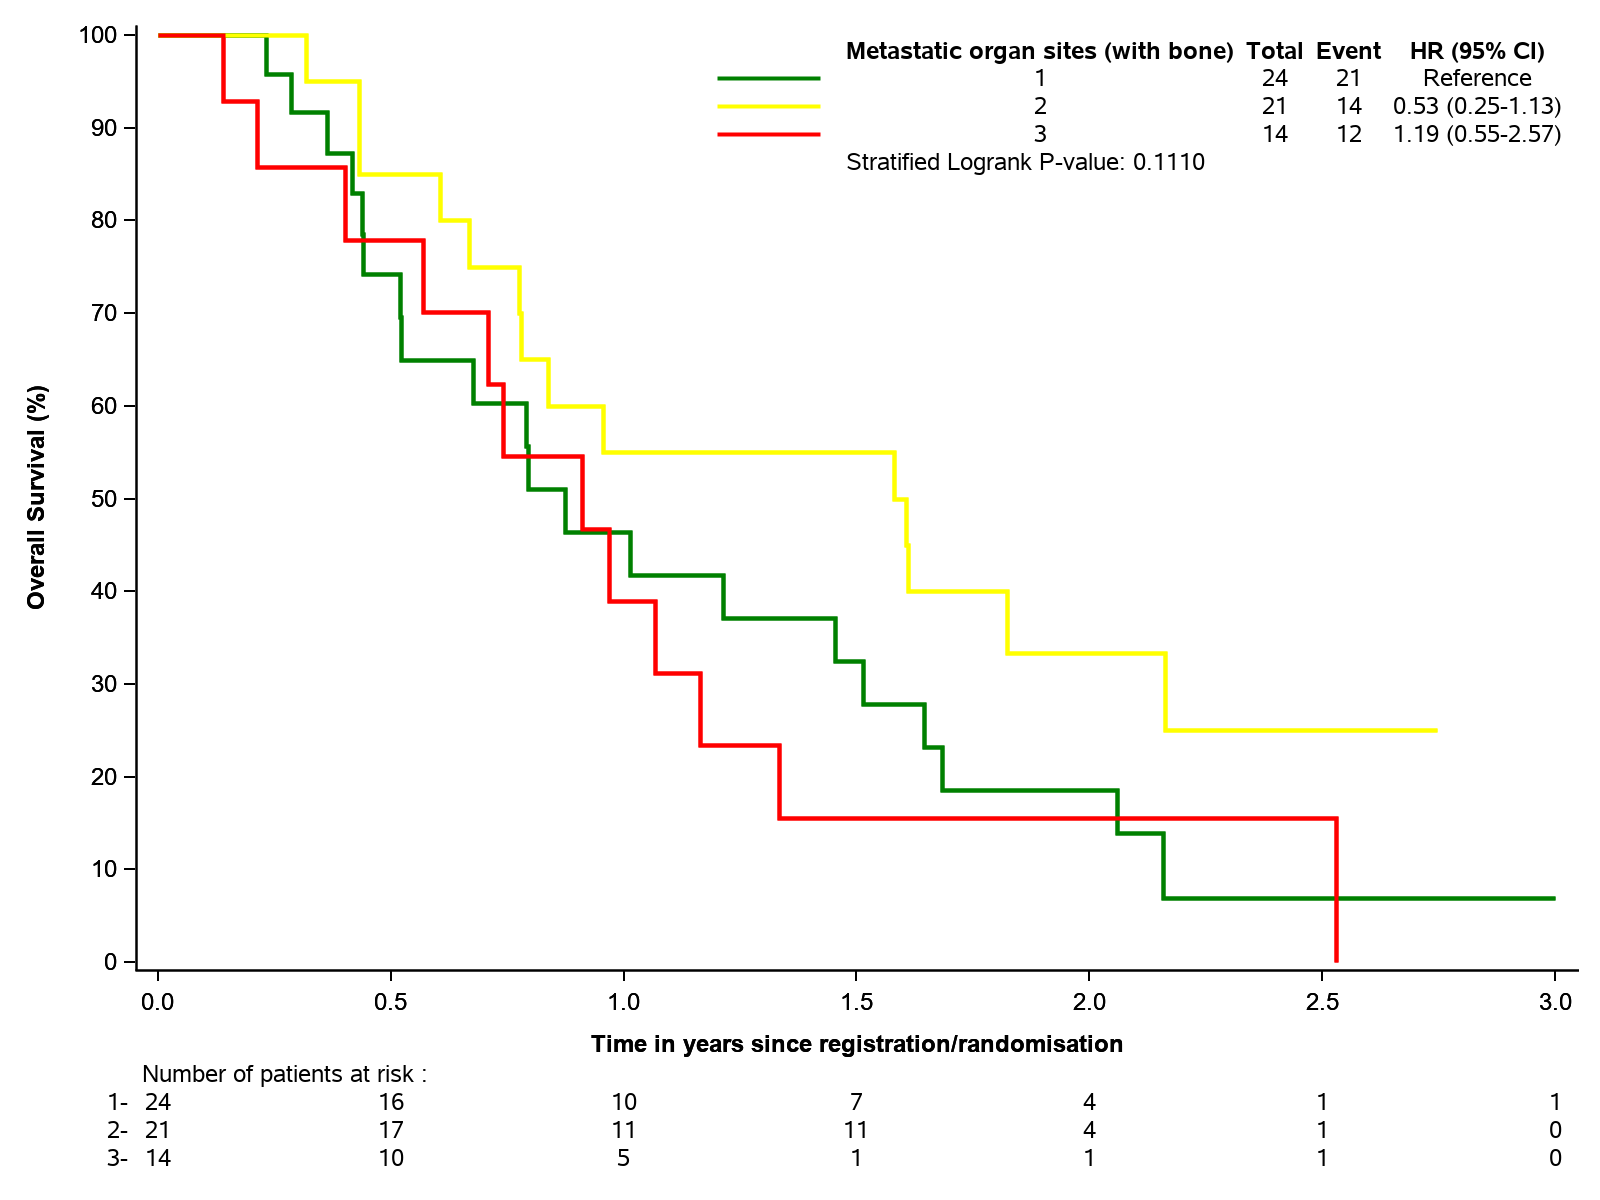 Metastatic organ sites (with bone) Total Event HR (95% CI)
1 24 21 Reference
2 21 14 0.53 (0.25-1.13)
3 14 12 1.19 (0.55-2.57)
Stratified Logrank P-value: 0.1110
Overall Survival (%)
100
90
80
70
60
50
40
30
20
10
0
0.0 0.5 1.0 1.5 2.0 2.5 3.0
Time in years since registration/randomisation
Number of patients at risk :
1- 24 16 10 7 4 1 1
2- 21 17 11 11 4 1 0
3- 14 10 5 1 1 1 0